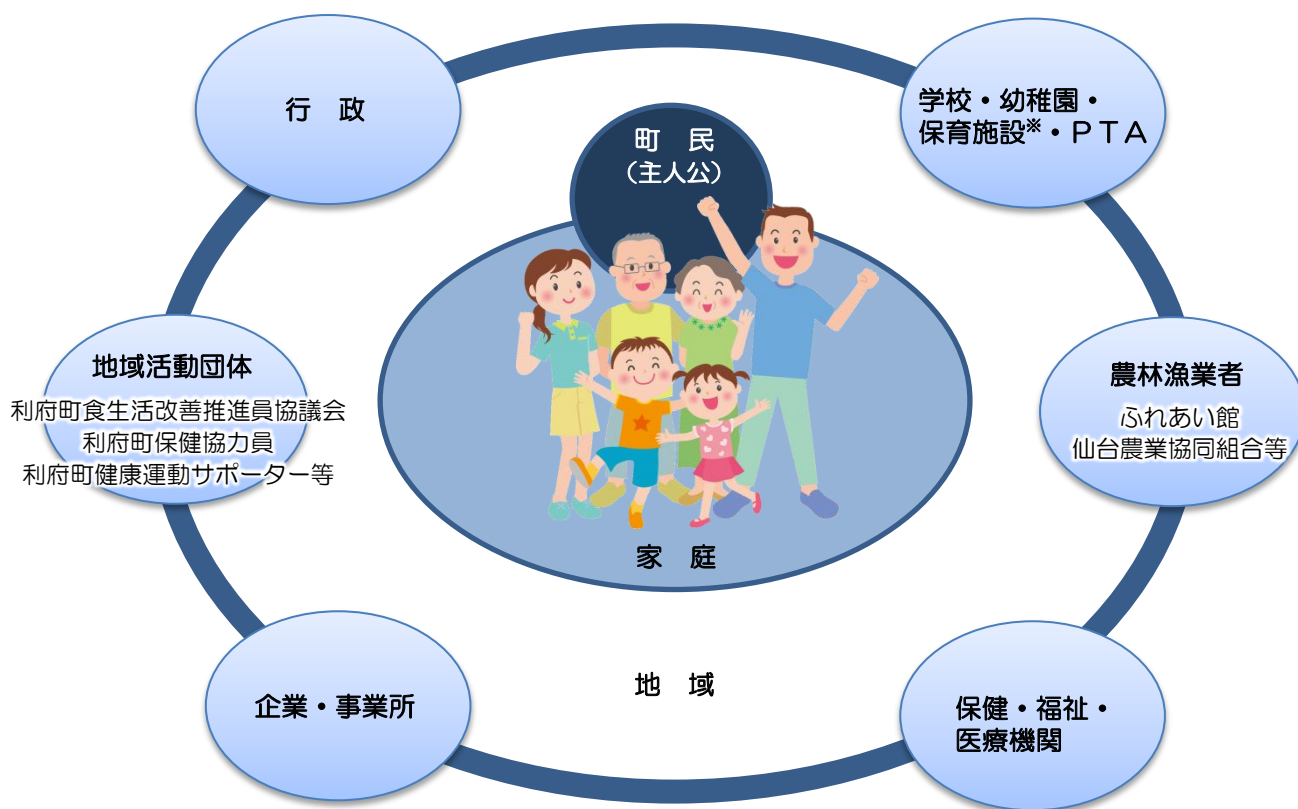 行　政
学校・幼稚園・
保育施設※・ＰＴＡ
町　民
（主人公）
地域活動団体
利府町食生活改善推進員協議会
利府町保健協力員
利府町健康運動サポーター等
農林漁業者
ふれあい館
仙台農業協同組合等
家　庭
地　域
企業・事業所
保健・福祉・
医療機関